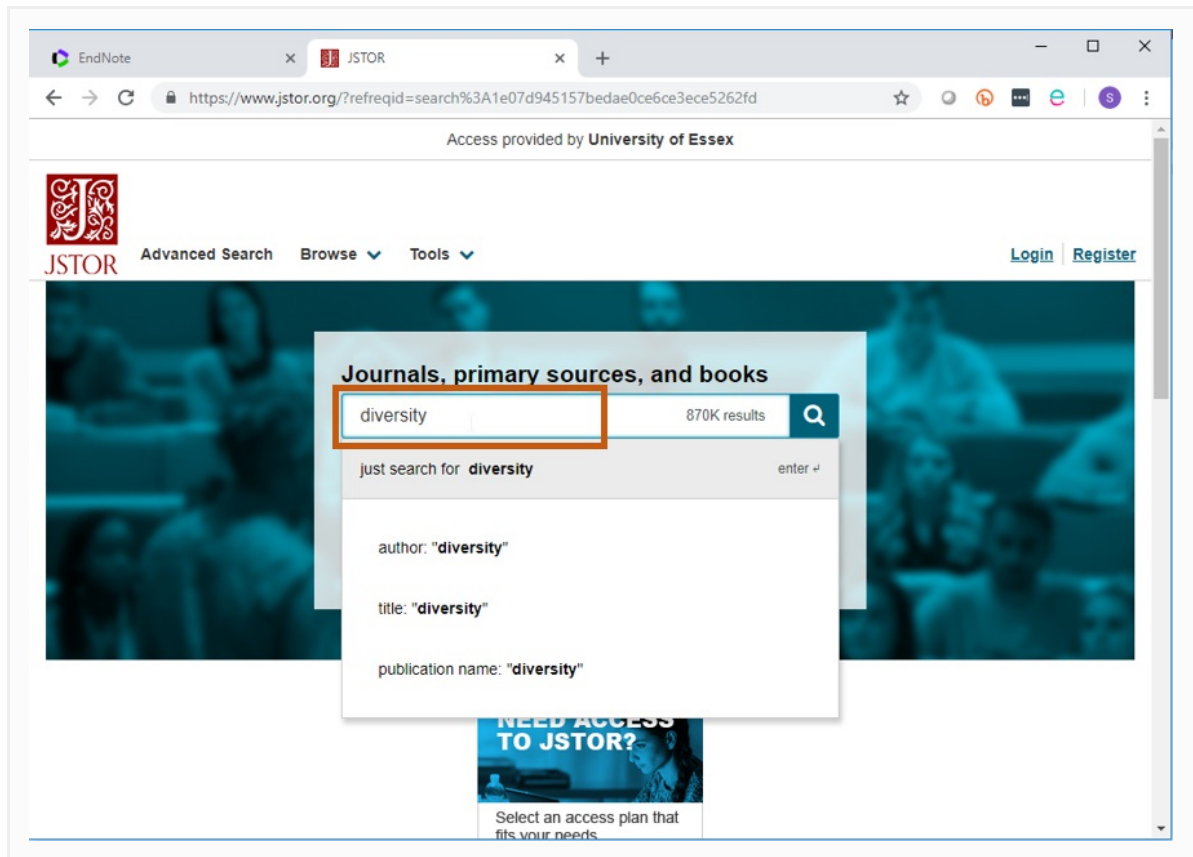 EndNote
JSTOR
https://www.jstor.org/?refreqid=search%3A1e07d945157bedae0ce6ce3ece5262fd
S
Access provided by University of Essex
JSTOR
Advanced Search Browse Tools
Login Register
Journals, primary sources, and books
diversity 870K results
just search for diversity enter ↵
author: "diversity"
title: "diversity"
publication name: "diversity"
NEED ACCESS
TO JSTOR?
Select an access plan that
fits your needs